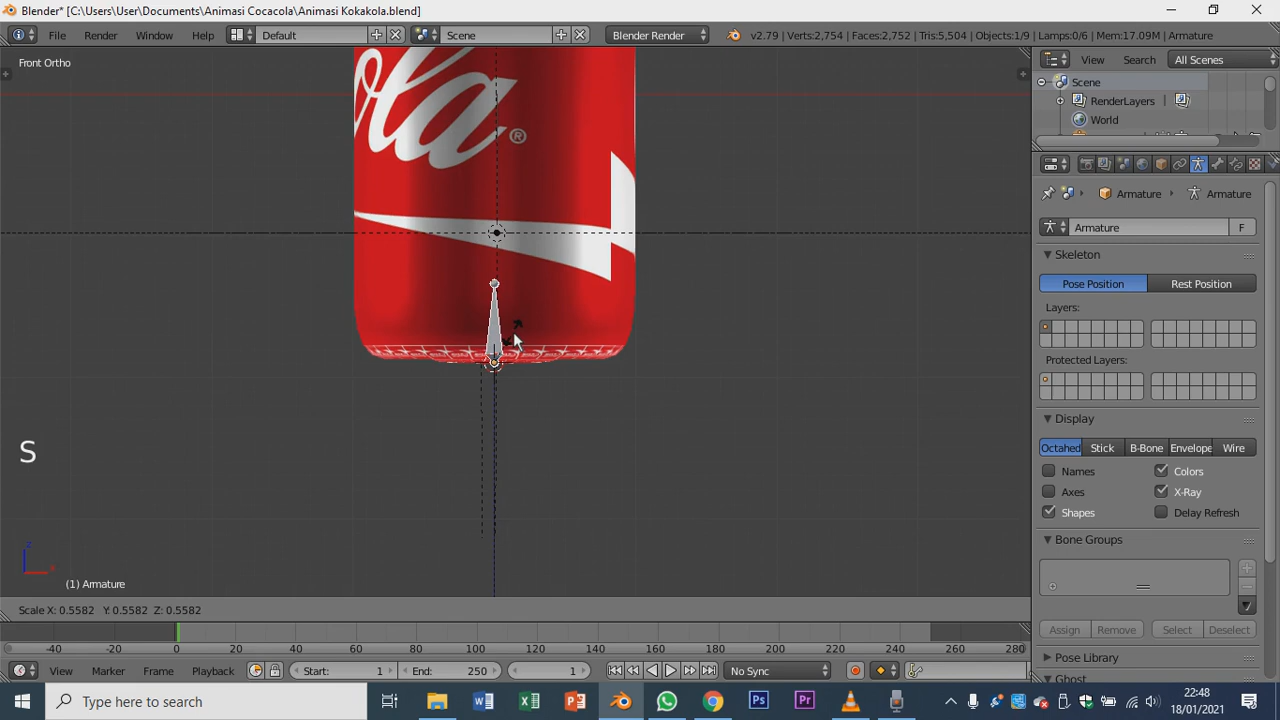 Blender* [C:\Users\User\Documents\Animasi Cocacola\Animasi Kokakola.blend]
File Render Window Help Default Scene Blender Render v2.79 | Verts:2,754 | Faces:2,752 | Tris:5,504 | Objects:1/9 | Lamps:0/6 | Mem:17.09M | Armature
Front Ortho
View Search All Scenes
Scene
RenderLayers
World
ola.®
Armature Armature
Armature F
Skeleton
Pose Position Rest Position
Layers:
Protected Layers:
Display
Octahed Stick B-Bone Envelope Wire
Names Colors
Axes X-Ray
Shapes Delay Refresh
Bone Groups
Assign Remove Select Deselect
Pose Library
Ghost
S
z
x
(1) Armature
Scale X: 0.5582 Y: 0.5582 Z: 0.5582
-40 -20 0 20 40 60 80 100 120 140 160 180 200 220 240 260 280
View Marker Frame Playback Start: 1 End: 250 1 No Sync
Type here to search
22:48
18/01/2021